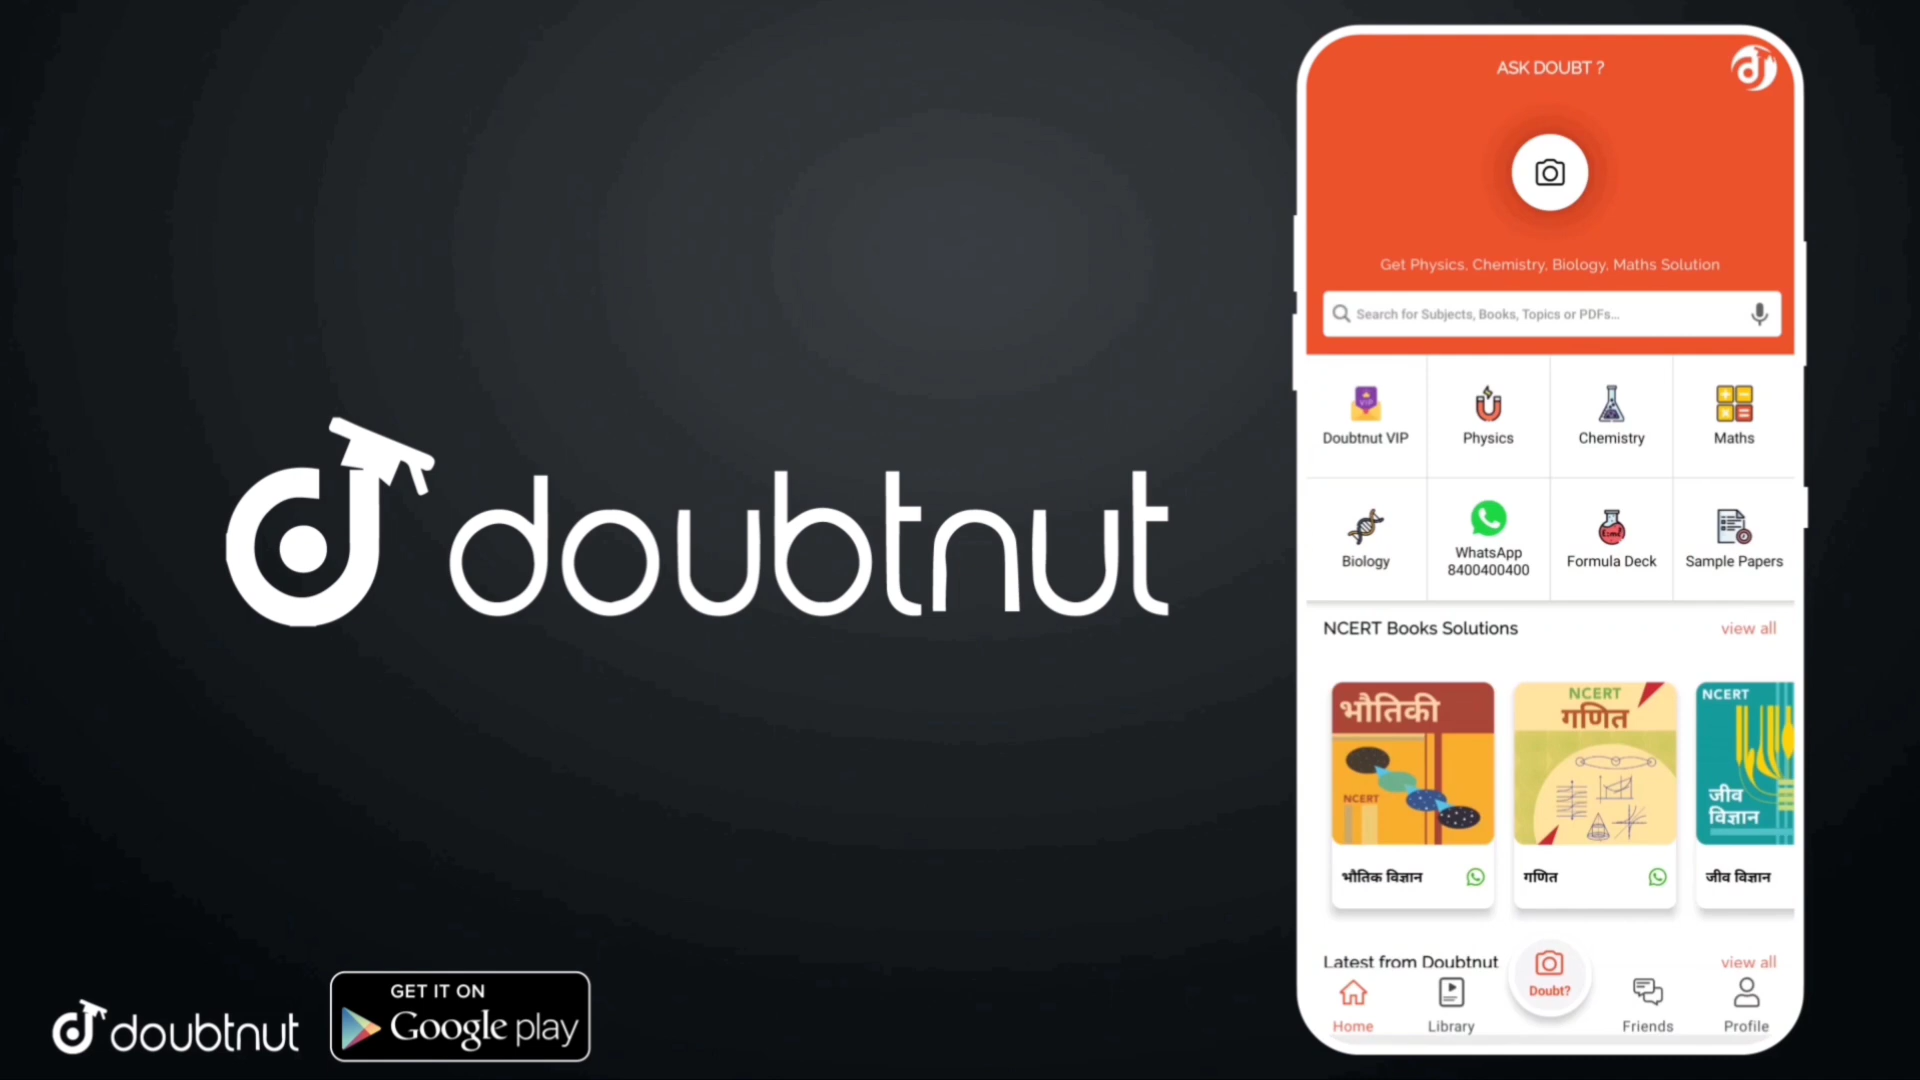 doubtnut
doubtnut
GET IT ON
Google play
ASK DOUBT ?
Get Physics, Chemistry, Biology, Maths Solution
Search for Subjects, Books, Topics or PDFs...
Doubtnut VIP
Physics
Chemistry
Maths
Biology
WhatsApp
8400400400
Formula Deck
Sample Papers
NCERT Books Solutions
view all
भौतिकी
NCERT
NCERT
गणित
NCERT
जीव
विज्ञान
भौतिक विज्ञान
गणित
जीव विज्ञान
Latest from Doubtnut
view all
Home
Library
Doubt?
Friends
Profile